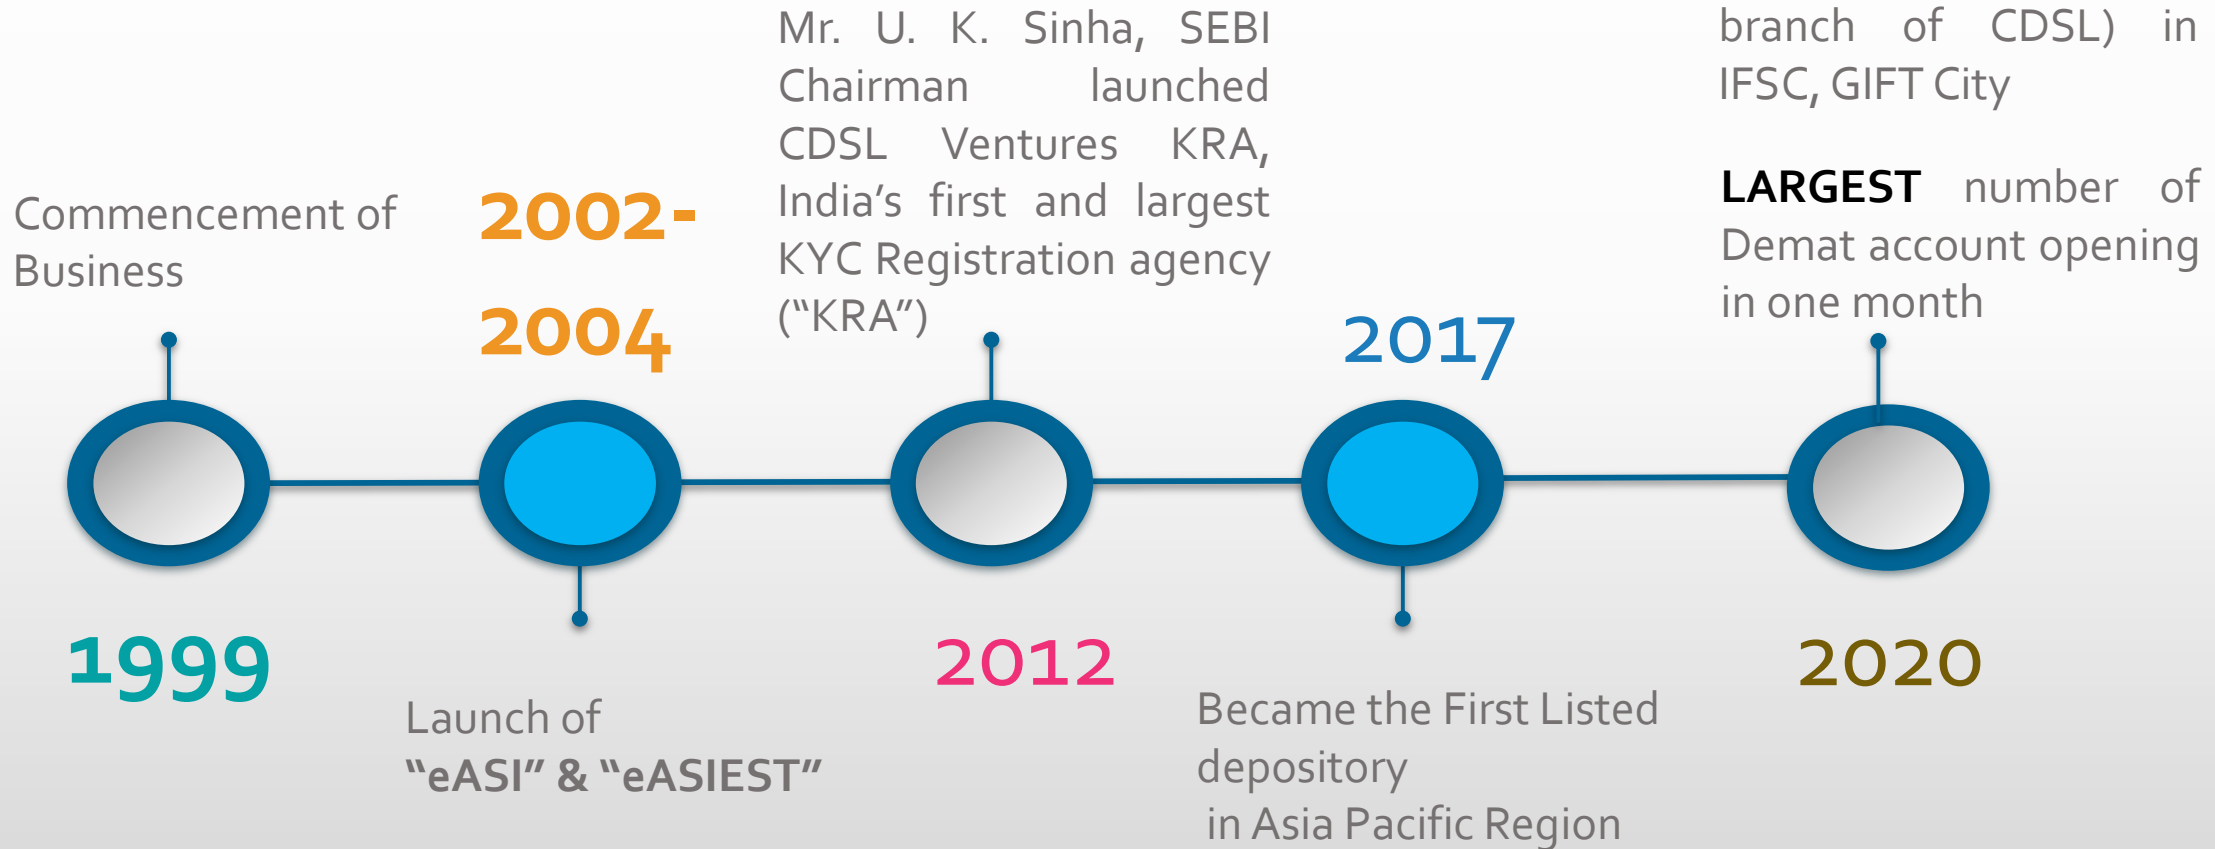 Commencement of
Business
1999
2002-
2004
Launch of
“eASI” & “eASIEST”
Mr. U. K. Sinha, SEBI
Chairman launched
CDSL Ventures KRA,
India’s first and largest
KYC Registration agency
(“KRA”)
2012
2017
Became the First Listed
depository
in Asia Pacific Region
branch of CDSL) in
IFSC, GIFT City
LARGEST number of
Demat account opening
in one month
2020